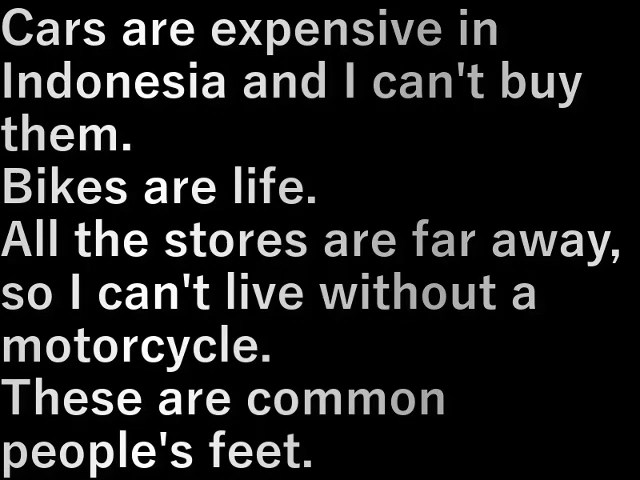 Cars are expensive in
Indonesia and I can't buy
them.
Bikes are life.
All the stores are far away,
so I can't live without a
motorcycle.
These are common
people's feet.